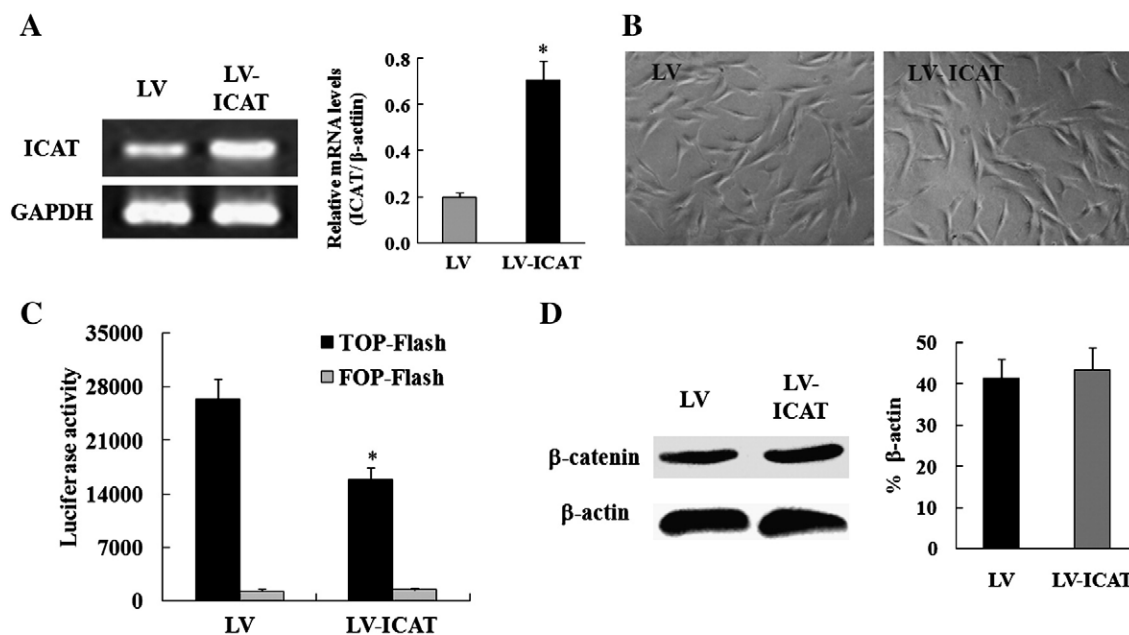 A
LV
LV-
ICAT
ICAT
GAPDH
Relative mRNA levels
(ICAT/β-actiin)
0.8
0.6
0.4
0.2
0.0
*
LV
LV-ICAT
B
LV
LV- ICAT
C
Luciferase activity
35000
28000
21000
14000
7000
0
TOP-Flash
FOP-Flash
*
LV
LV-ICAT
D
LV
LV-
ICAT
β-catenin
β-actin
% β-actin
50
40
30
20
10
0
LV
LV-ICAT